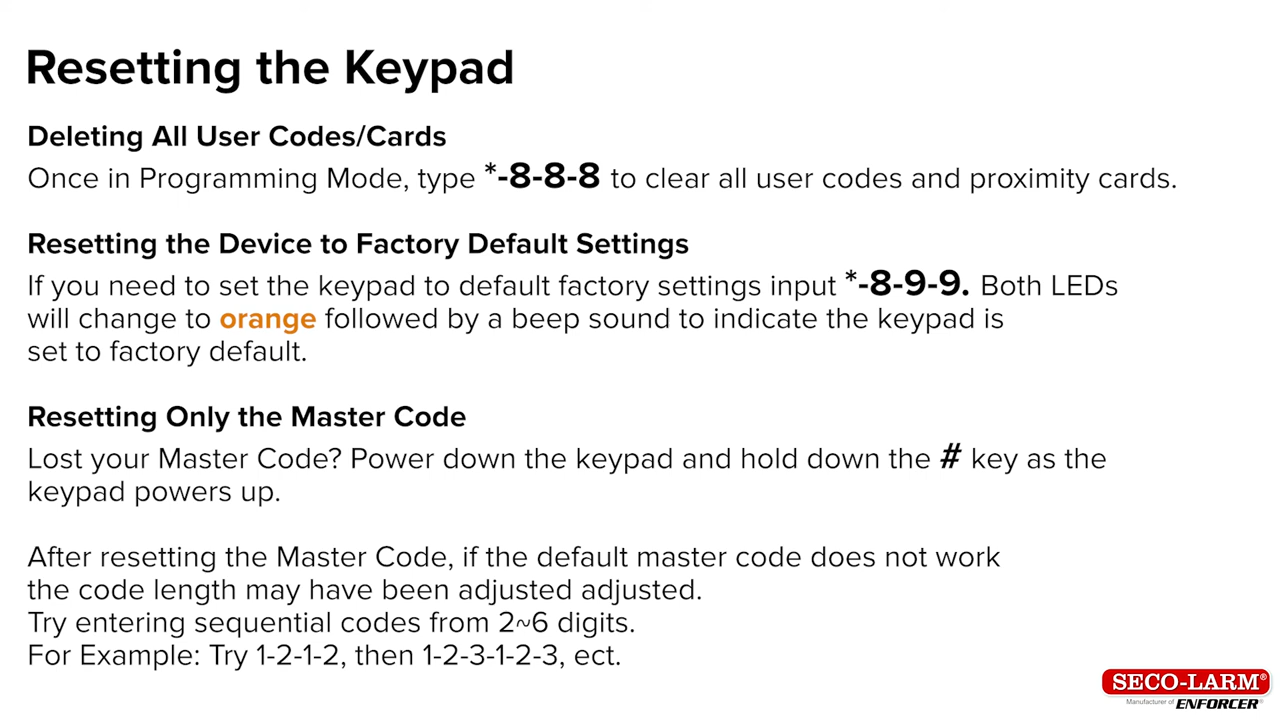 Resetting the Keypad
Deleting All User Codes/Cards
Once in Programming Mode, type *-8-8-8 to clear all user codes and proximity cards.
Resetting the Device to Factory Default Settings
If you need to set the keypad to default factory settings input *-8-9-9. Both LEDs
will change to orange followed by a beep sound to indicate the keypad is
set to factory default.
Resetting Only the Master Code
Lost your Master Code? Power down the keypad and hold down the # key as the
keypad powers up.
After resetting the Master Code, if the default master code does not work
the code length may have been adjusted adjusted.
Try entering sequential codes from 2~6 digits.
For Example: Try 1-2-1-2, then 1-2-3-1-2-3, ect.
SECO-LARM®
Manufacturer of ENFORCER®